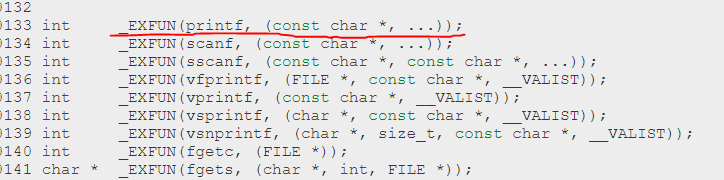 0132
0133 int _EXFUN(printf, (const char *, ...));
0134 int _EXFUN(scanf, (const char *, ...));
0135 int _EXFUN(sscanf, (const char *, const char *, ...));
0136 int _EXFUN(vfprintf, (FILE *, const char *, __VALIST));
0137 int _EXFUN(vprintf, (const char *, __VALIST));
0138 int _EXFUN(vsprintf, (char *, const char *, __VALIST));
0139 int _EXFUN(vsnprintf, (char *, size_t, const char *, __VALIST));
0140 int _EXFUN(fgetc, (FILE *));
0141 char * _EXFUN(fgets, (char *, int, FILE *));